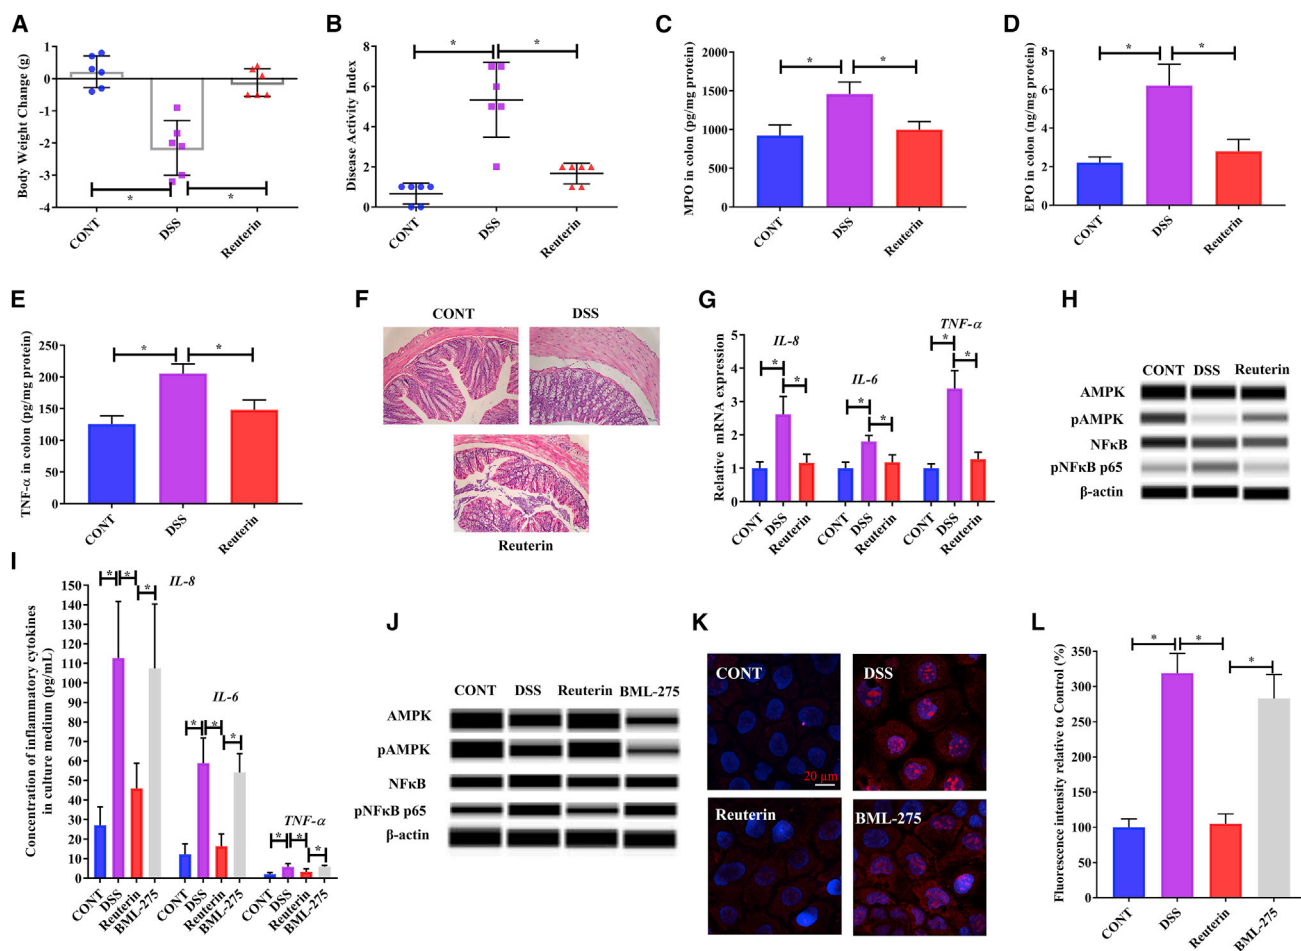 A
Body Weight Change (g)
1
0
-1
-2
-3
-4
*
*
CONT
DSS
Reuterin
B
Disease Activity Index
8
6
4
2
0
*
*
CONT
DSS
Reuterin
C
MPO in colon (pg/mg protein)
2000
1500
1000
500
0
*
*
CONT
DSS
Reuterin
D
EPO in colon (ng/mg protein)
8
6
4
2
0
*
*
CONT
DSS
Reuterin
E
TNF-α in colon (pg/mg protein)
250
200
150
100
50
0
*
*
CONT
DSS
Reuterin
F
CONT
DSS
Reuterin
G
Relative mRNA expression
5
4
3
2
1
0
IL-8
*
*
IL-6
*
*
TNF-α
*
*
CONT
DSS
Reuterin
CONT
DSS
Reuterin
CONT
DSS
Reuterin
H
CONT DSS Reuterin
AMPK
pAMPK
NFκB
pNFκB p65
β-actin
I
Concentration of inflammatory cytokines
in culture medium (pg/mL)
150
140
130
120
110
100
90
80
70
60
50
40
30
20
10
0
IL-8
*
*
*
IL-6
*
*
*
TNF-α
*
*
*
CONT
DSS
Reuterin
BML-275
CONT
DSS
Reuterin
BML-275
CONT
DSS
Reuterin
BML-275
J
CONT DSS Reuterin BML-275
AMPK
pAMPK
NFκB
pNFκB p65
β-actin
K
CONT
DSS
20 μm
Reuterin
BML-275
L
Fluorescence intensity relative to Control (%)
350
300
250
200
150
100
50
0
*
*
*
CONT
DSS
Reuterin
BML-275